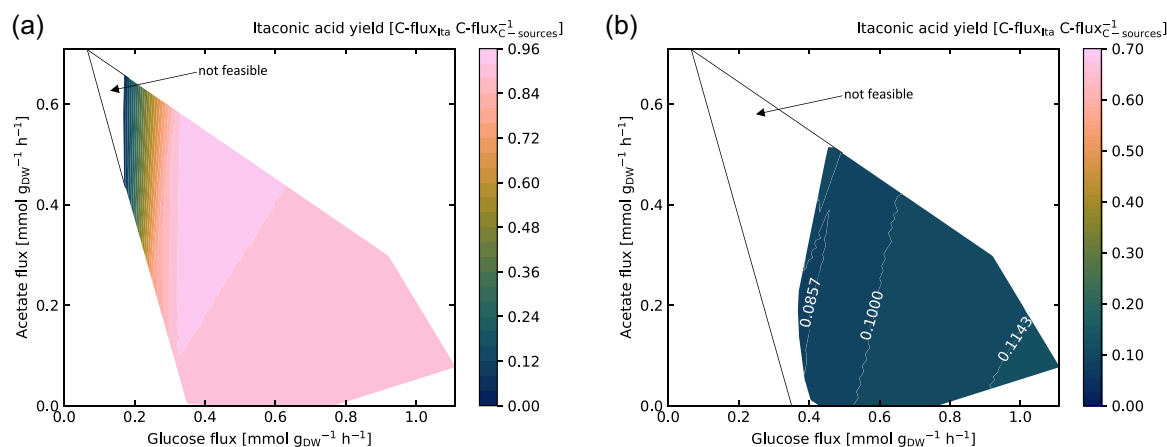 (a)
Itaconic acid yield [C-flux_Ita C-flux^−1_C−sources]
0.96
0.84
0.72
0.60
0.48
0.36
0.24
0.12
0.00
not feasible
0.6
0.4
0.2
0.0
Acetate flux [mmol g_DW^−1 h^−1]
0.0 0.2 0.4 0.6 0.8 1.0
Glucose flux [mmol g_DW^−1 h^−1]
(b)
Itaconic acid yield [C-flux_Ita C-flux^−1_C−sources]
0.70
0.60
0.50
0.40
0.30
0.20
0.10
0.00
not feasible
0.0857
0.1000
0.1143
0.6
0.4
0.2
0.0
Acetate flux [mmol g_DW^−1 h^−1]
0.0 0.2 0.4 0.6 0.8 1.0
Glucose flux [mmol g_DW^−1 h^−1]